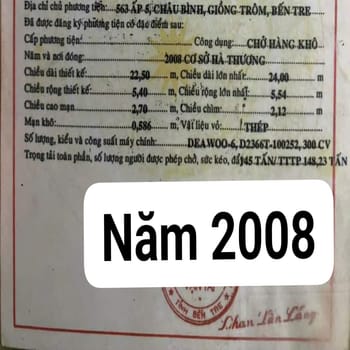 Địa chỉ chủ phương tiện: 563 ẤP 5, CHÂU BÌNH, GIỒNG TRÔM, BẾN TRE
Đã được đăng ký phương tiện có đặc điểm sau:
Cấp phương tiện: Công dụng: CHỞ HÀNG KHÔ
Năm và nơi đóng: 2008 CƠ SỞ HÀ THƯƠNG
Chiều dài thiết kế: 22,50 m, Chiều dài lớn nhất: 24,00 m
Chiều rộng thiết kế: 5,40 m, Chiều rộng lớn nhất: 5,54 m
Chiều cao mạn 2,70 m, Chiều chìm: 2,12 m
Mạn khô: 0,586 m, Vật liệu vỏ: THÉP
Số lượng, kiểu và công suất máy chính: DEAWOO-6, D2366T-100252, 300 CV
Trọng tải toàn phần, số lượng người được phép chở, sức kéo, đẩy: 145 TẤN/TTTP 148,23 TẤN
Năm 2008
TỈNH BẾN TRE